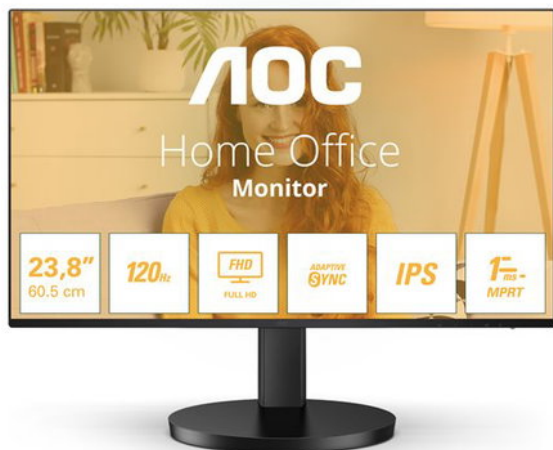 AOC
Home Office
Monitor
23,8"
60.5 cm
120Hz
FHD
FULL HD
ADAPTIVE
SYNC
IPS
1ms
MPRT